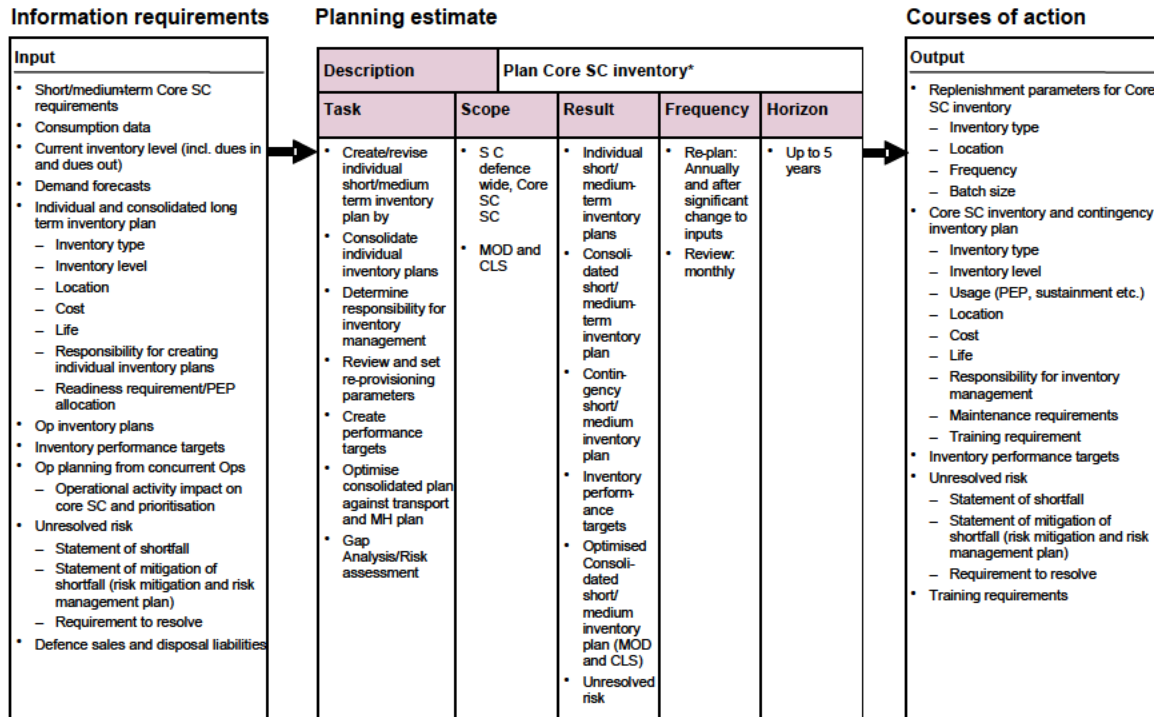 Information requirements
Planning estimate
Courses of action
Input
• Short/medium-term Core SC
requirements
• Consumption data
• Current inventory level (incl. dues in
and dues out)
• Demand forecasts
• Individual and consolidated long
term inventory plan
– Inventory type
– Inventory level
– Location
– Cost
– Life
– Responsibility for creating
individual inventory plans
– Readiness requirement/PEP
allocation
• Op inventory plans
• Inventory performance targets
• Op planning from concurrent Ops
– Operational activity impact on
core SC and prioritisation
• Unresolved risk
– Statement of shortfall
– Statement of mitigation of
shortfall (risk mitigation and risk
management plan)
– Requirement to resolve
• Defence sales and disposal liabilities
Description
Plan Core SC inventory*
Task
Scope
Result
Frequency
Horizon
• Create/revise
individual
short/medium
term inventory
plan by
• Consolidate
individual
inventory plans
• Determine
responsibility for
inventory
management
• Review and set
re-provisioning
parameters
• Create
performance
targets
• Optimise
consolidated plan
against transport
and MH plan
• Gap
Analysis/Risk
assessment
• S C
defence
wide, Core
SC
SC
• MOD and
CLS
• Individual
short/
medium-
term
inventory
plans
• Consoli-
dated
short/
medium-
term
inventory
plan
• Contin-
gency
short/
medium
inventory
plan
• Inventory
perform-
ance
targets
• Optimised
Consoli-
dated
short/
medium
inventory
plan (MOD
and CLS)
• Unresolved
risk
• Re-plan:
Annually
and after
significant
change to
inputs
• Review:
monthly
• Up to 5
years
Output
• Replenishment parameters for Core
SC inventory
– Inventory type
– Location
– Frequency
– Batch size
• Core SC inventory and contingency
inventory plan
– Inventory type
– Inventory level
– Usage (PEP, sustainment etc.)
– Location
– Cost
– Life
– Responsibility for inventory
management
– Maintenance requirements
– Training requirement
• Inventory performance targets
• Unresolved risk
– Statement of shortfall
– Statement of mitigation of
shortfall (risk mitigation and risk
management plan)
– Requirement to resolve
• Training requirements